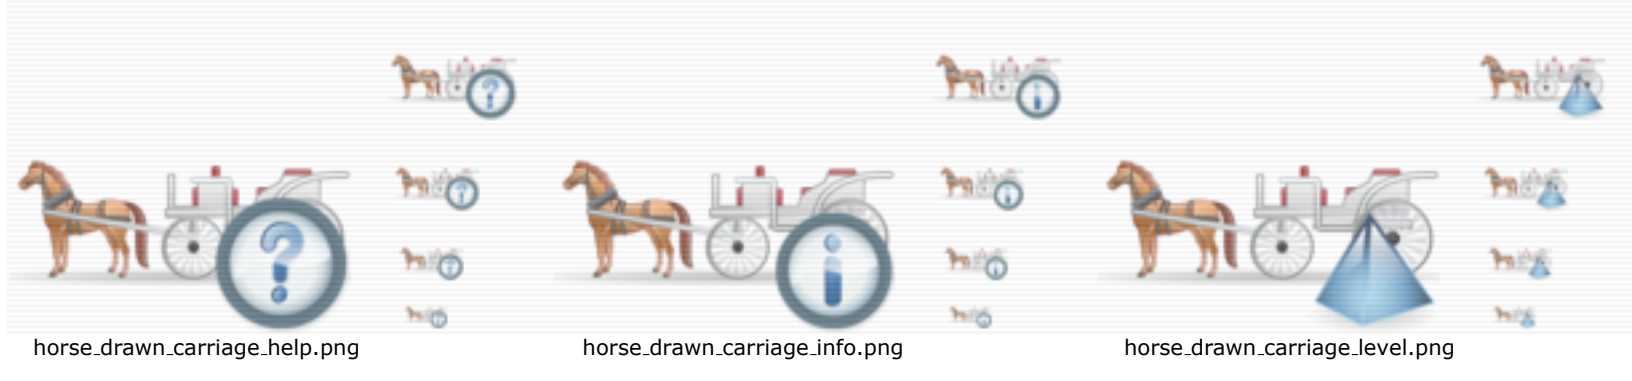 horse_drawn_carriage_help.png
horse_drawn_carriage_info.png
horse_drawn_carriage_level.png